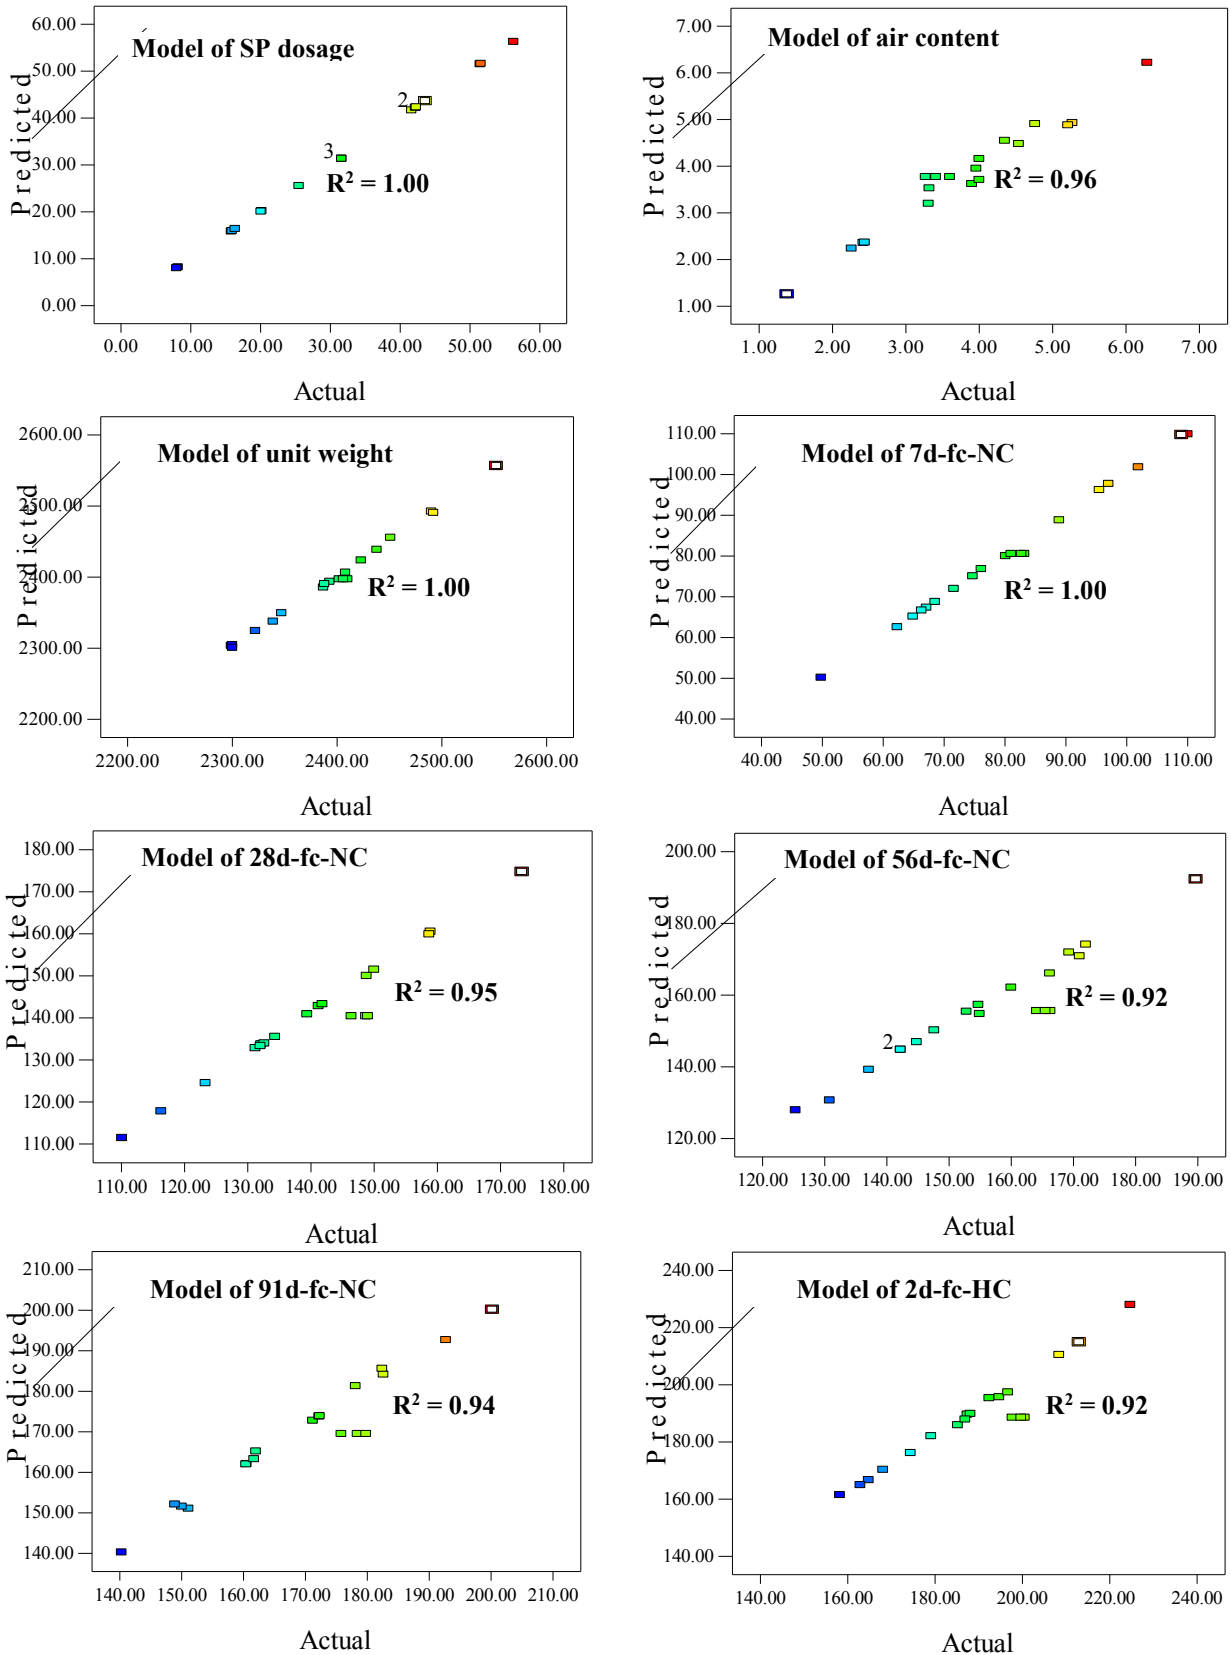 60.00
Model of SP dosage
50.00
2
40.00
3
30.00
R² = 1.00
20.00
10.00
0.00
Predicted
0.00 10.00 20.00 30.00 40.00 50.00 60.00
Actual
7.00
Model of air content
6.00
5.00
4.00
R² = 0.96
3.00
2.00
1.00
Predicted
1.00 2.00 3.00 4.00 5.00 6.00 7.00
Actual
2600.00
Model of unit weight
2500.00
2400.00
R² = 1.00
2300.00
2200.00
Predicted
2200.00 2300.00 2400.00 2500.00 2600.00
Actual
110.00
Model of 7d-fc-NC
100.00
90.00
80.00
R² = 1.00
70.00
60.00
50.00
40.00
Predicted
40.00 50.00 60.00 70.00 80.00 90.00 100.00 110.00
Actual
180.00
Model of 28d-fc-NC
170.00
160.00
150.00
R² = 0.95
140.00
130.00
120.00
110.00
Predicted
110.00 120.00 130.00 140.00 150.00 160.00 170.00 180.00
Actual
200.00
Model of 56d-fc-NC
180.00
160.00
R² = 0.92
2
140.00
120.00
Predicted
120.00 130.00 140.00 150.00 160.00 170.00 180.00 190.00
Actual
210.00
Model of 91d-fc-NC
200.00
190.00
180.00
R² = 0.94
170.00
160.00
150.00
140.00
Predicted
140.00 150.00 160.00 170.00 180.00 190.00 200.00 210.00
Actual
240.00
Model of 2d-fc-HC
220.00
200.00
R² = 0.92
180.00
160.00
140.00
Predicted
140.00 160.00 180.00 200.00 220.00 240.00
Actual